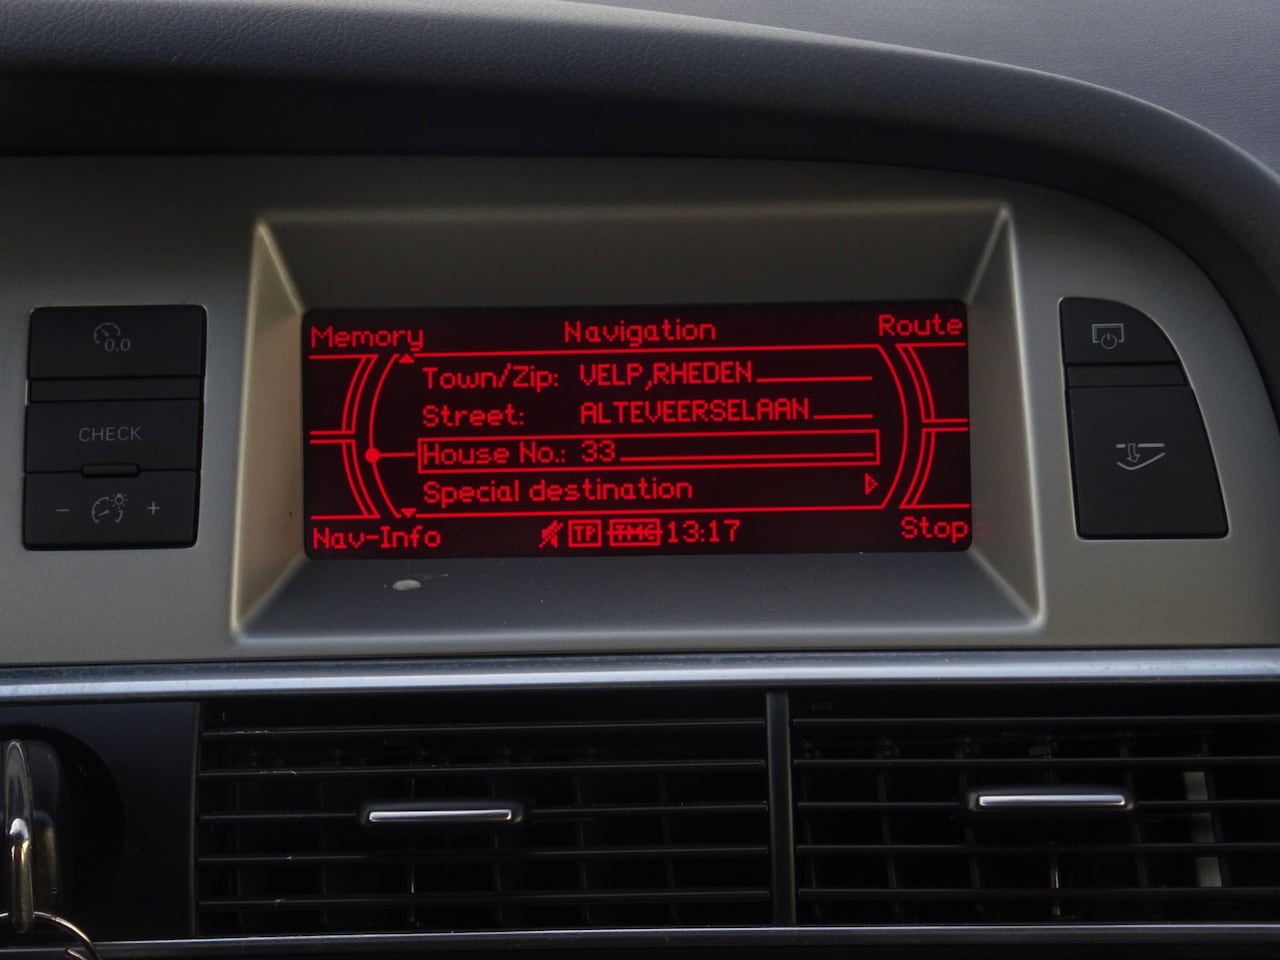 0.0
CHECK
- +
Memory Navigation Route
Town/Zip: VELP,RHEDEN
Street: ALTEVEERSELAAN
House No.: 33
Special destination
Nav-Info TP TMC 13:17 Stop